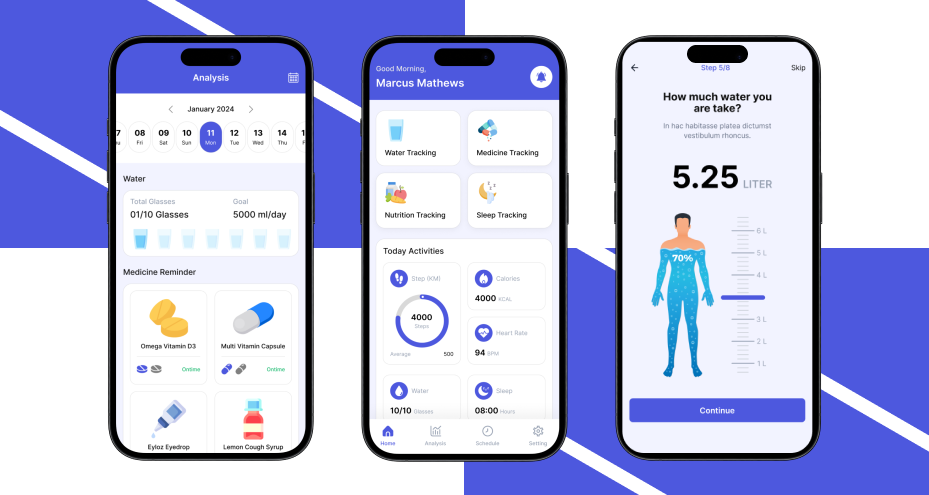 Analysis
January 2024
7 08 09 10 11 12 13 14 1
Fri Sat Sun Mon Tue Wed Thu F
Water
Total Glasses Goal
01/10 Glasses 5000 ml/day
Medicine Reminder
Omega Vitamin D3 Multi Vitamin Capsule
Ontime Ontime
Eyloz Eyedrop Lemon Cough Syrup
Good Morning,
Marcus Mathews
Water Tracking Medicine Tracking
Nutrition Tracking Sleep Tracking
Today Activities
Step (KM)
4000
Steps
Average 500
Calories
4000 KCAL
Heart Rate
94 BPM
Water Sleep
10/10 Glasses 08:00 Hours
Home Analysis Schedule Setting
Step 5/8 Skip
How much water you
are take?
In hac habitasse platea dictumst
vestibulum rhoncus.
5.25 LITER
70%
6 L
5 L
4 L
3 L
2 L
1 L
Continue